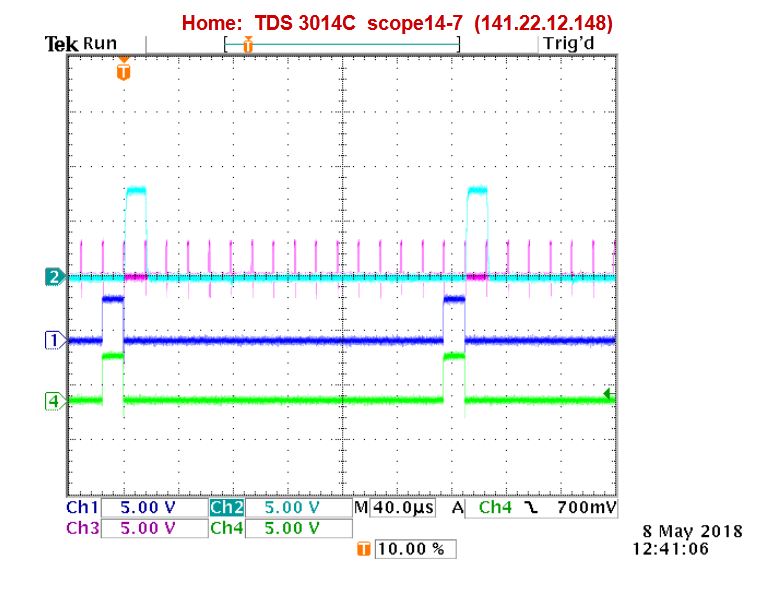 Home: TDS 3014C scope14-7 (141.22.12.148)
Tek Run Trig'd
T
T
2
1
4
Ch1 5.00 V Ch2 5.00 V M 40.0µs A Ch4 700mV
Ch3 5.00 V Ch4 5.00 V
T 10.00 %
8 May 2018
12:41:06